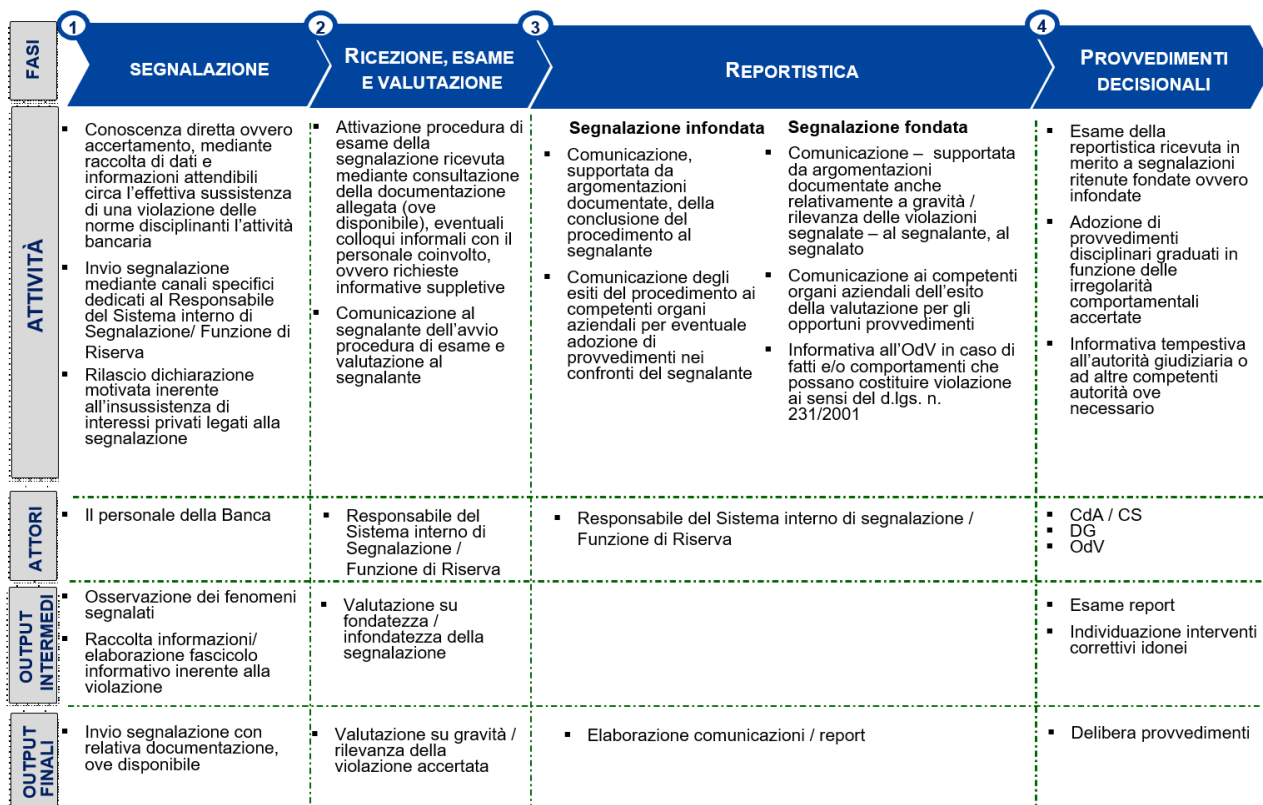 FASI
1
SEGNALAZIONE
2
RICEZIONE, ESAME
E VALUTAZIONE
3
REPORTISTICA
4
PROVVEDIMENTI
DECISIONALI
ATTIVITÀ
▪ Conoscenza diretta ovvero
accertamento, mediante
raccolta di dati e
informazioni attendibili
circa l'effettiva sussistenza
di una violazione delle
norme disciplinanti l'attività
bancaria
▪ Invio segnalazione
mediante canali specifici
dedicati al Responsabile
del Sistema interno di
Segnalazione/ Funzione di
Riserva
▪ Rilascio dichiarazione
motivata inerente
all'insussistenza di
interessi privati legati alla
segnalazione
▪ Attivazione procedura di
esame della
segnalazione ricevuta
mediante consultazione
della documentazione
allegata (ove
disponibile), eventuali
colloqui informali con il
personale coinvolto,
ovvero richieste
informative suppletive
▪ Comunicazione al
segnalante dell'avvio
procedura di esame e
valutazione al
segnalante
Segnalazione infondata
▪ Comunicazione,
supportata da
argomentazioni
documentate, della
conclusione del
procedimento al
segnalante
▪ Comunicazione degli
esiti del procedimento ai
competenti organi
aziendali per eventuale
adozione di
provvedimenti nei
confronti del segnalante
Segnalazione fondata
▪ Comunicazione – supportata
da argomentazioni
documentate anche
relativamente a gravità /
rilevanza delle violazioni
segnalate – al segnalante, al
segnalato
▪ Comunicazione ai competenti
organi aziendali dell'esito
della valutazione per gli
opportuni provvedimenti
▪ Informativa all'OdV in caso di
fatti e/o comportamenti che
possano costituire violazione
ai sensi del d.lgs. n.
231/2001
▪ Esame della
reportistica ricevuta in
merito a segnalazioni
ritenute fondate ovvero
infondate
▪ Adozione di
provvedimenti
disciplinari graduati in
funzione delle
irregolarità
comportamentali
accertate
▪ Informativa tempestiva
all'autorità giudiziaria o
ad altre competenti
autorità ove
necessario
ATTORI
▪ Il personale della Banca
▪ Responsabile del
Sistema interno di
Segnalazione /
Funzione di Riserva
▪ Responsabile del Sistema interno di segnalazione /
Funzione di Riserva
▪ CdA / CS
▪ DG
▪ OdV
OUTPUT
INTERMEDI
▪ Osservazione dei fenomeni
segnalati
▪ Raccolta informazioni/
elaborazione fascicolo
informativo inerente alla
violazione
▪ Valutazione su
fondatezza /
infondatezza della
segnalazione
▪ Esame report
▪ Individuazione interventi
correttivi idonei
OUTPUT
FINALI
▪ Invio segnalazione con
relativa documentazione,
ove disponibile
▪ Valutazione su gravità /
rilevanza della
violazione accertata
▪ Elaborazione comunicazioni / report
▪ Delibera provvedimenti